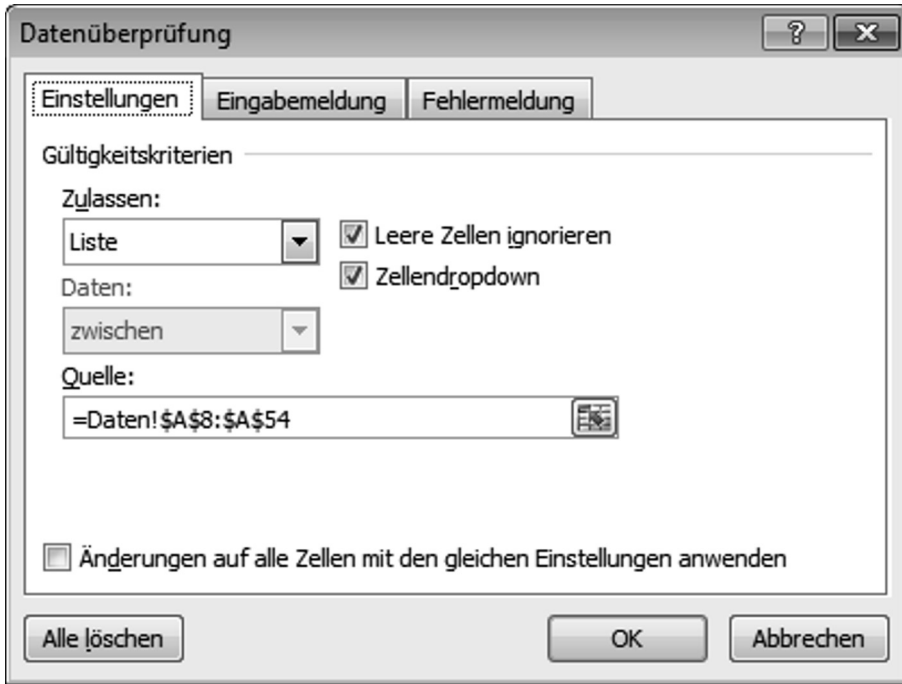 Datenüberprüfung
Einstellungen Eingabemeldung Fehlermeldung
Gültigkeitskriterien
Zulassen:
Liste
Leere Zellen ignorieren
Zellendropdown
Daten:
zwischen
Quelle:
=Daten!$A$8:$A$54
Änderungen auf alle Zellen mit den gleichen Einstellungen anwenden
Alle löschen OK Abbrechen